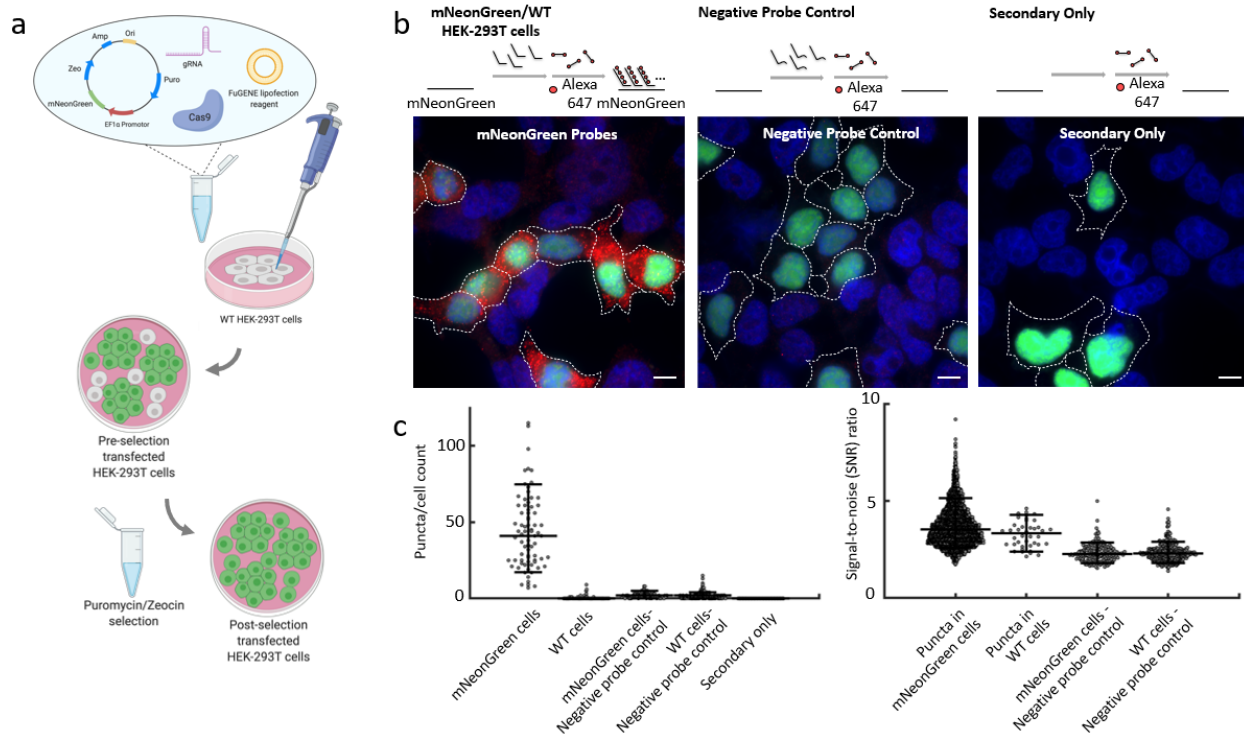 a
Amp
Ori
Zeo
Puro
mNeonGreen
EF1α Promotor
gRNA
FuGENE lipofection
reagent
Cas9
WT HEK-293T cells
Pre-selection
transfected
HEK-293T cells
Puromycin/Zeocin
selection
Post-selection
transfected
HEK-293T cells
b
mNeonGreen/WT
HEK-293T cells
mNeonGreen
Alexa
647
...
mNeonGreen
Negative Probe Control
Alexa
647
Secondary Only
Alexa
647
mNeonGreen Probes
Negative Probe Control
Secondary Only
c
Puncta/cell count
100
50
0
mNeonGreen cells
WT cells
mNeonGreen cells-
Negative probe control
WT cells-
Negative probe control
Secondary only
Signal-to-noise (SNR) ratio
10
5
0
Puncta in
mNeonGreen cells
Puncta in
WT cells
mNeonGreen cells -
Negative probe control
WT cells -
Negative probe control